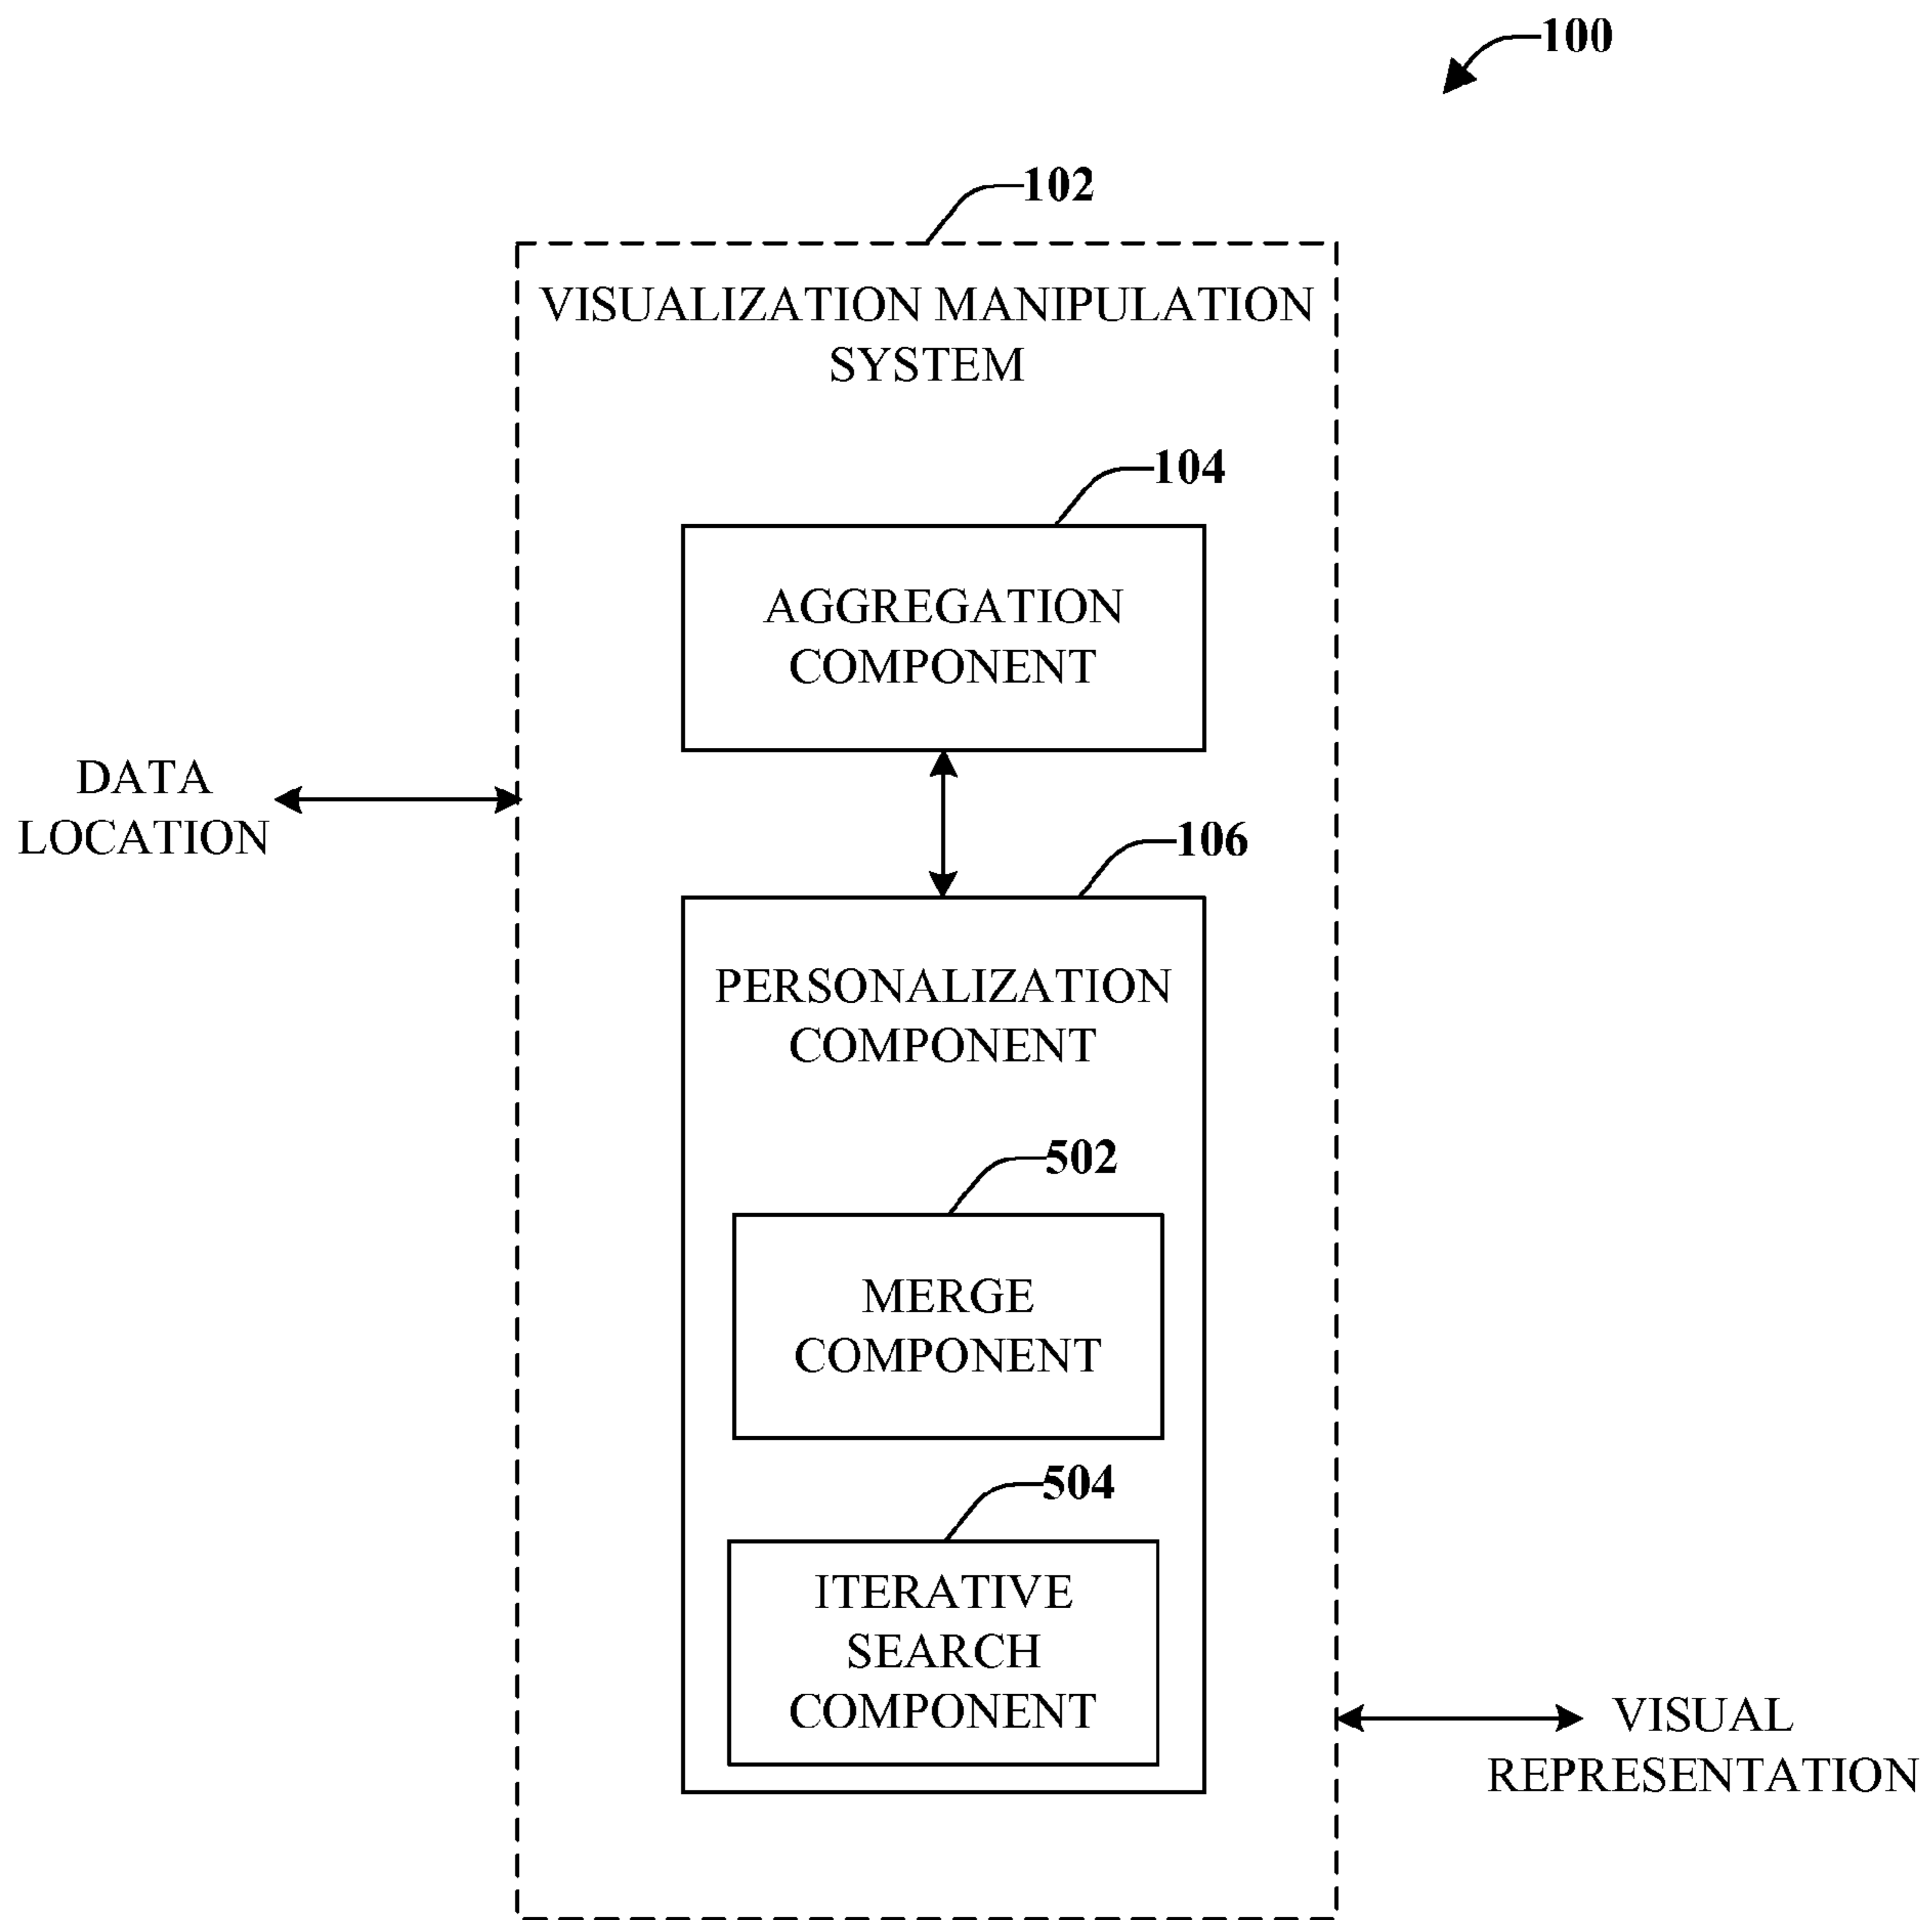 100
102
VISUALIZATION MANIPULATION
SYSTEM
104
AGGREGATION
COMPONENT
DATA
LOCATION
106
PERSONALIZATION
COMPONENT
502
MERGE
COMPONENT
504
ITERATIVE
SEARCH
COMPONENT
VISUAL
REPRESENTATION